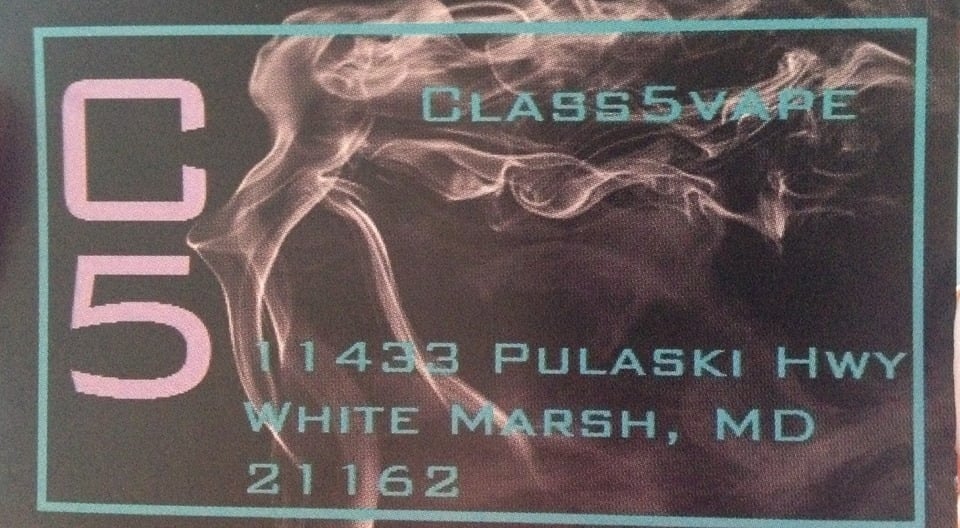 C
5
Class5vape
11433 Pulaski Hwy
White Marsh, MD
21162